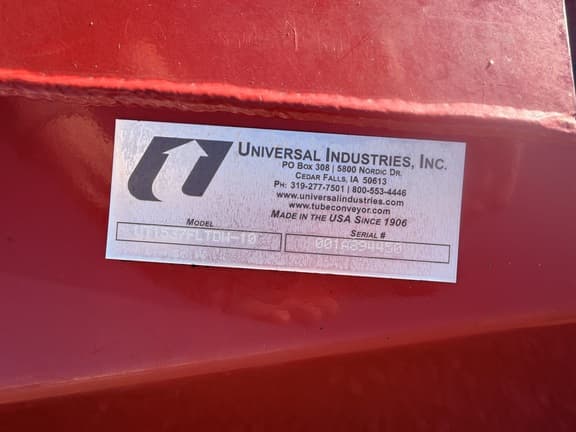 UNIVERSAL INDUSTRIES, INC.
PO BOX 308 | 5800 NORDIC DR.
CEDAR FALLS, IA 50613
PH: 319-277-7501 | 800-553-4446
www.universalindustries.com
www.tubeconveyor.com
MADE IN THE USA SINCE 1906
MODEL
SERIAL #
001A894450